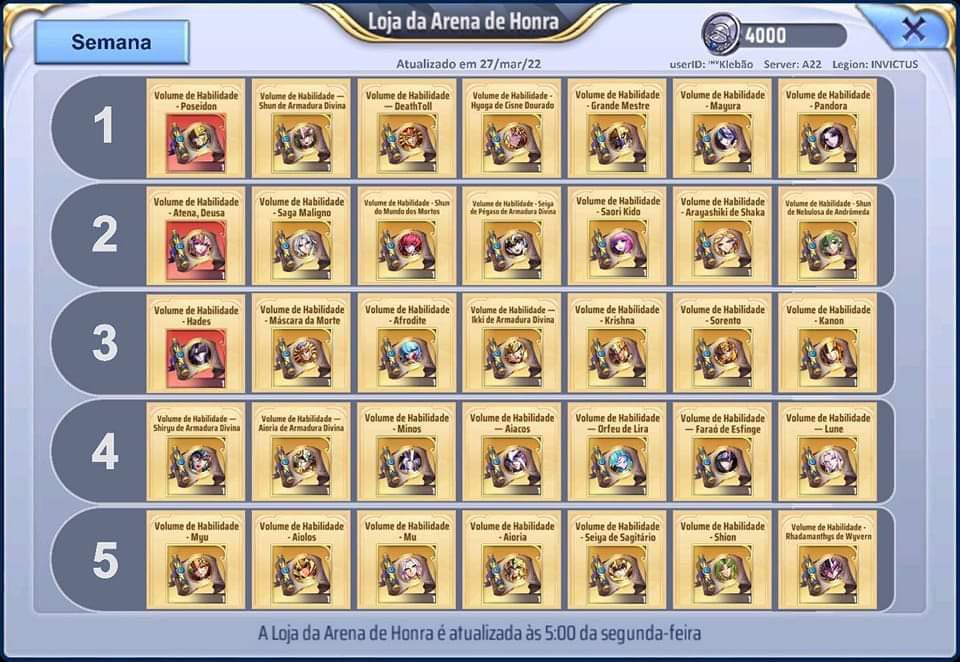 Loja da Arena de Honra
Semana
4000
Atualizado em 27/mar/22
Server: A22 Legion: INVICTUS
1
Volume de Habilidade
- Poseidon
Volume de Habilidade —
Shun de Armadura Divina
Volume de Habilidade
— DeathToll
Volume de Habilidade -
Hyoga de Cisne Dourado
Volume de Habilidade
- Grande Mestre
Volume de Habilidade
- Mayura
Volume de Habilidade
- Pandora
2
Volume de Habilidade
- Atena, Deusa
Volume de Habilidade
- Saga Maligno
Volume de Habilidade - Shun
do Mundo dos Mortos
Volume de Habilidade - Seiya
de Pégaso de Armadura Divina
Volume de Habilidade
- Saori Kido
Volume de Habilidade
- Arayashiki de Shaka
Volume de Habilidade - Shun
de Nebulosa de Andrômeda
3
Volume de Habilidade
- Hades
Volume de Habilidade
- Máscara da Morte
Volume de Habilidade
- Afrodite
Volume de Habilidade —
Ikki de Armadura Divina
Volume de Habilidade
- Krishna
Volume de Habilidade
- Sorento
Volume de Habilidade
- Kanon
4
Volume de Habilidade —
Shiryu de Armadura Divina
Volume de Habilidade —
Aioria de Armadura Divina
Volume de Habilidade
- Minos
Volume de Habilidade
— Aiacos
Volume de Habilidade
— Orfeu de Lira
Volume de Habilidade
— Faraó de Esfinge
Volume de Habilidade
— Lune
5
Volume de Habilidade
- Myu
Volume de Habilidade
- Aiolos
Volume de Habilidade
- Mu
Volume de Habilidade
- Aioria
Volume de Habilidade
- Seiya de Sagitário
Volume de Habilidade
- Shion
Volume de Habilidade -
Rhadamanthys de Wyvern
A Loja da Arena de Honra é atualizada às 5:00 da segunda-feira